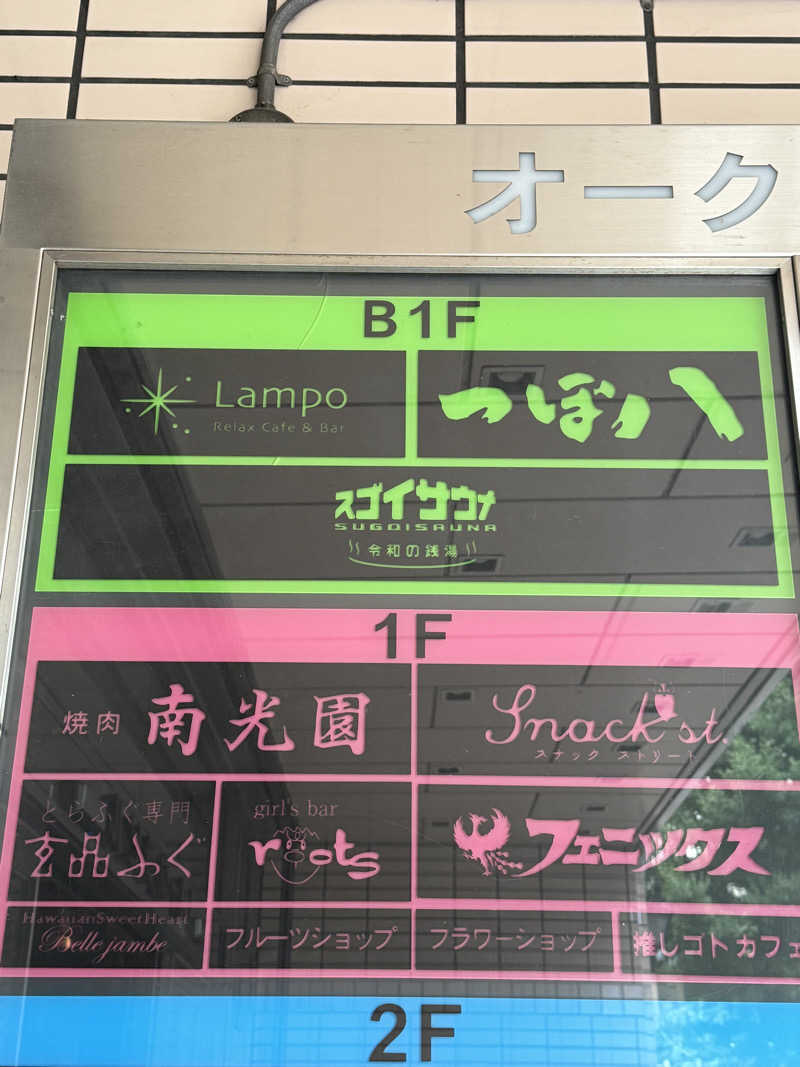 オーク
B1F
Lampo
Relax Cafe & Bar
つぼ八
スゴイサウナ
SUGOISAUNA
令和の銭湯
1F
焼肉 南光園
Snack st.
スナック ストリート
とらふぐ専門
玄品ふぐ
girl's bar
roots
フェニックス
HawaiianSweetHeart
Belle jambe
フルーツショップ
フラワーショップ
推しゴトカフェ
2F